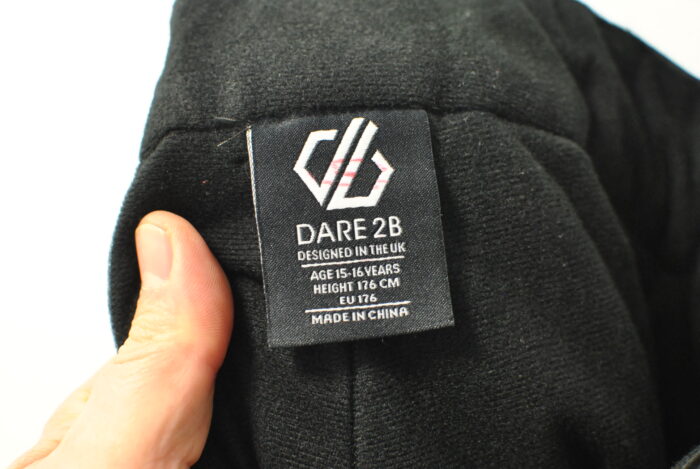 DARE 2B
DESIGNED IN THE UK
AGE 15-16 YEARS
HEIGHT 176 CM
EU 176
MADE IN CHINA